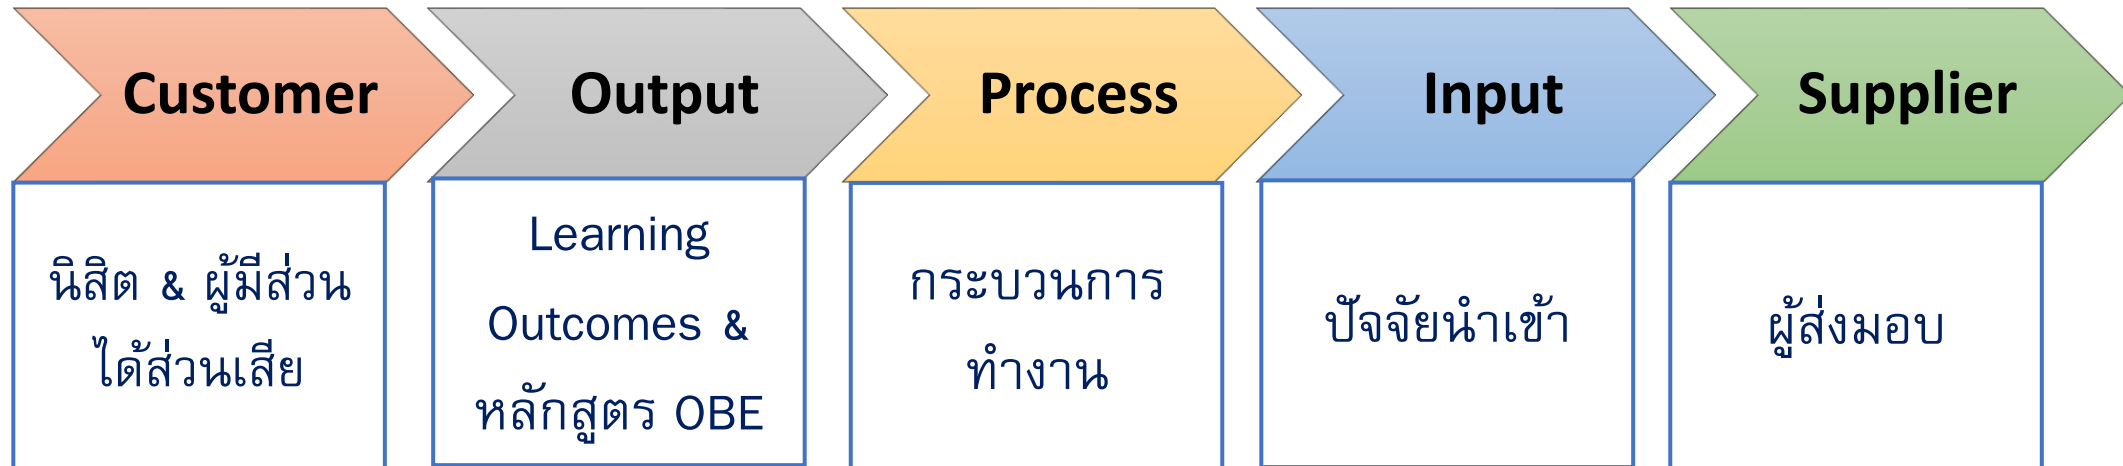 Customer
Output
Process
Input
Supplier
นิสิต & ผู้มีส่วน
ได้ส่วนเสีย
Learning
Outcomes &
หลักสูตร OBE
กระบวนการ
ทำงาน
ปัจจัยนำเข้า
ผู้ส่งมอบ